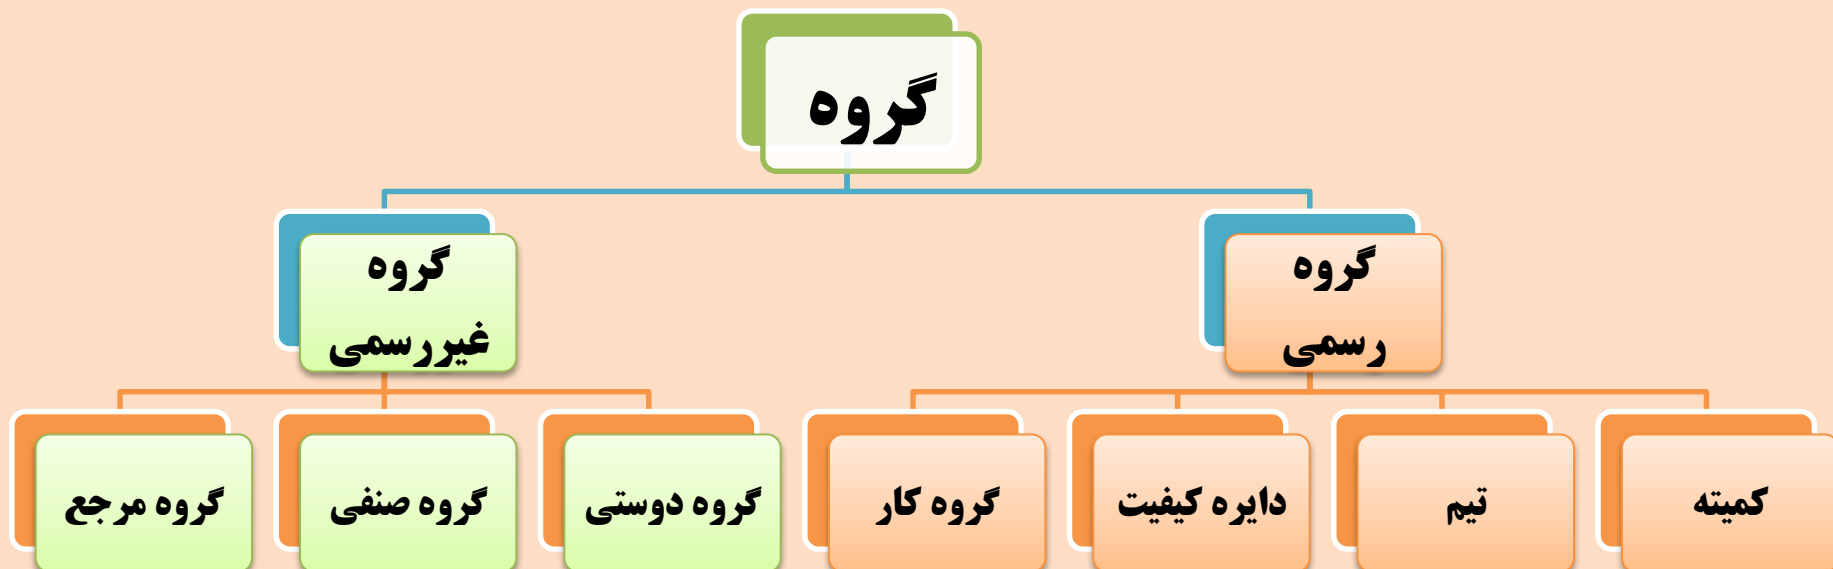 گروه
گروه
رسمی
گروه
غیررسمی
کمیته
تیم
دایره کیفیت
گروه کار
گروه دوستی
گروه صنفی
گروه مرجع